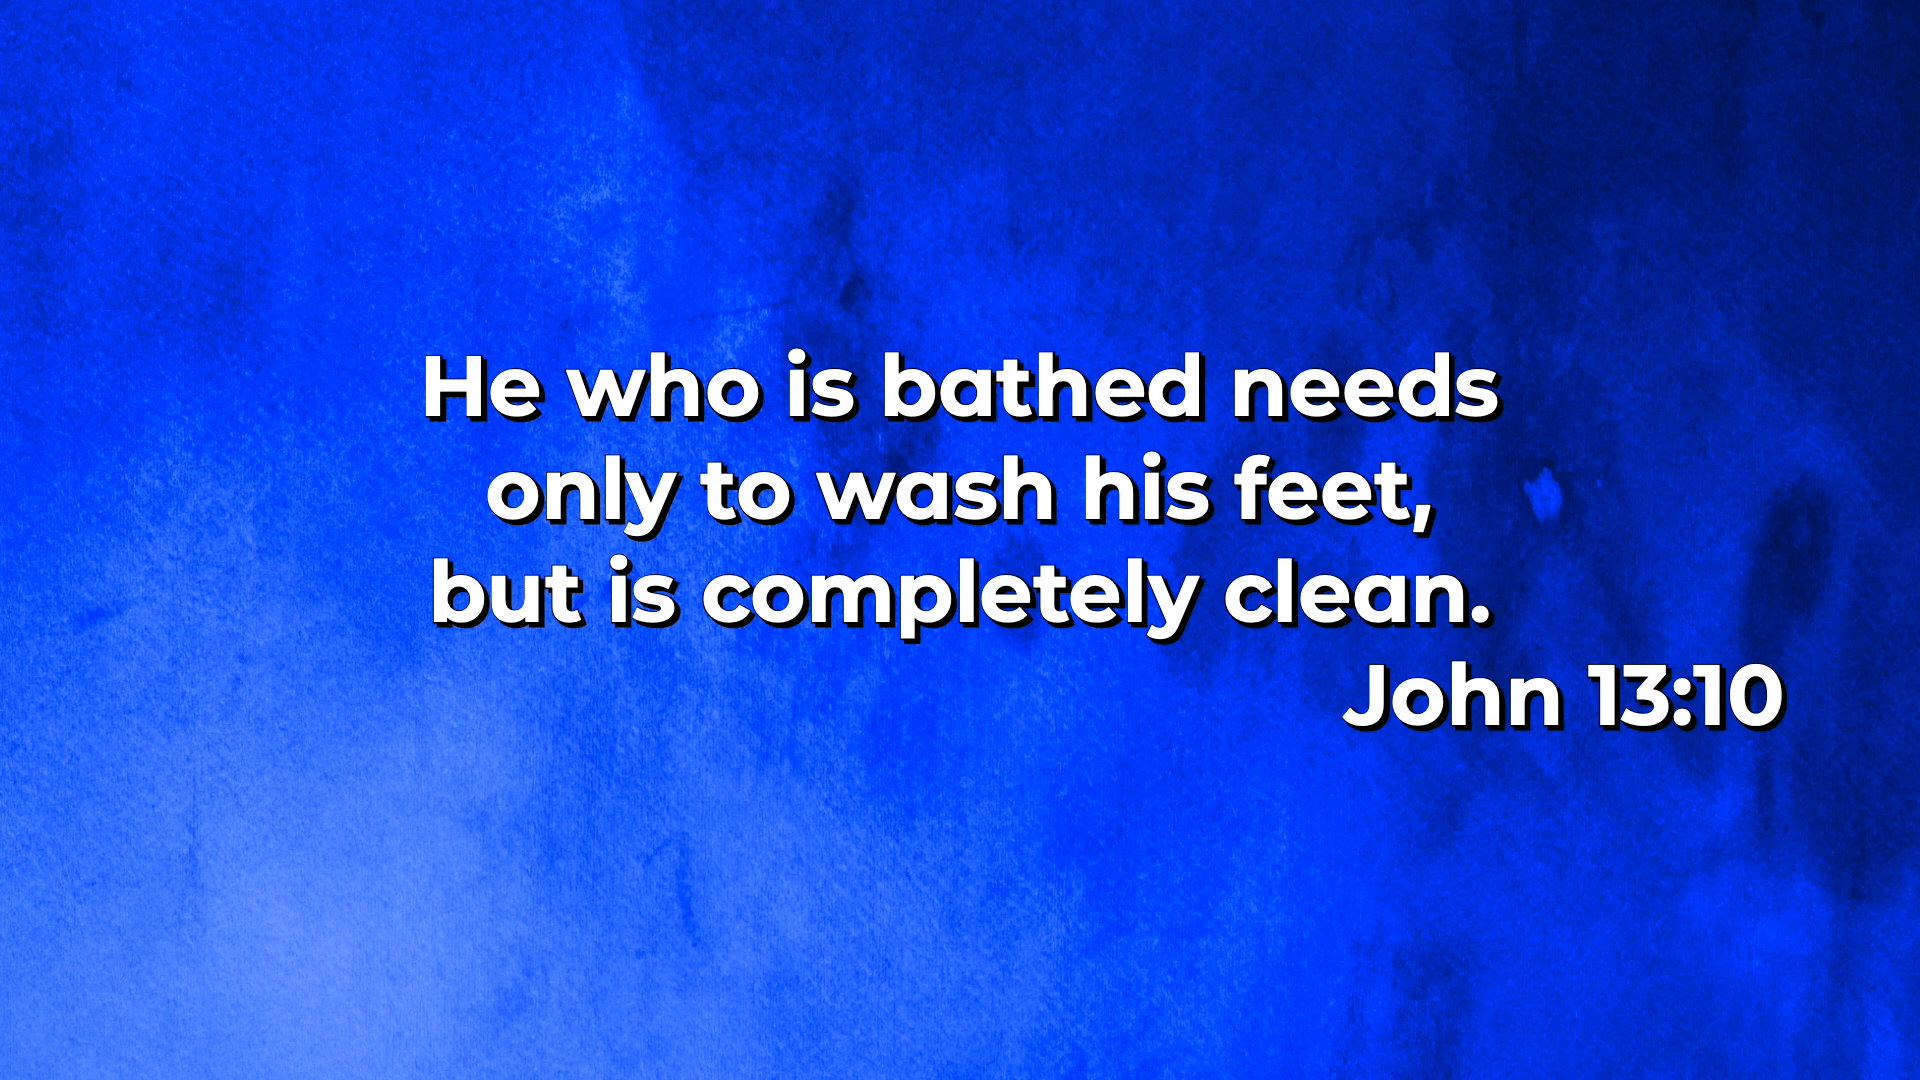 He who is bathed needs
only to wash his feet,
but is completely clean.
John 13:10